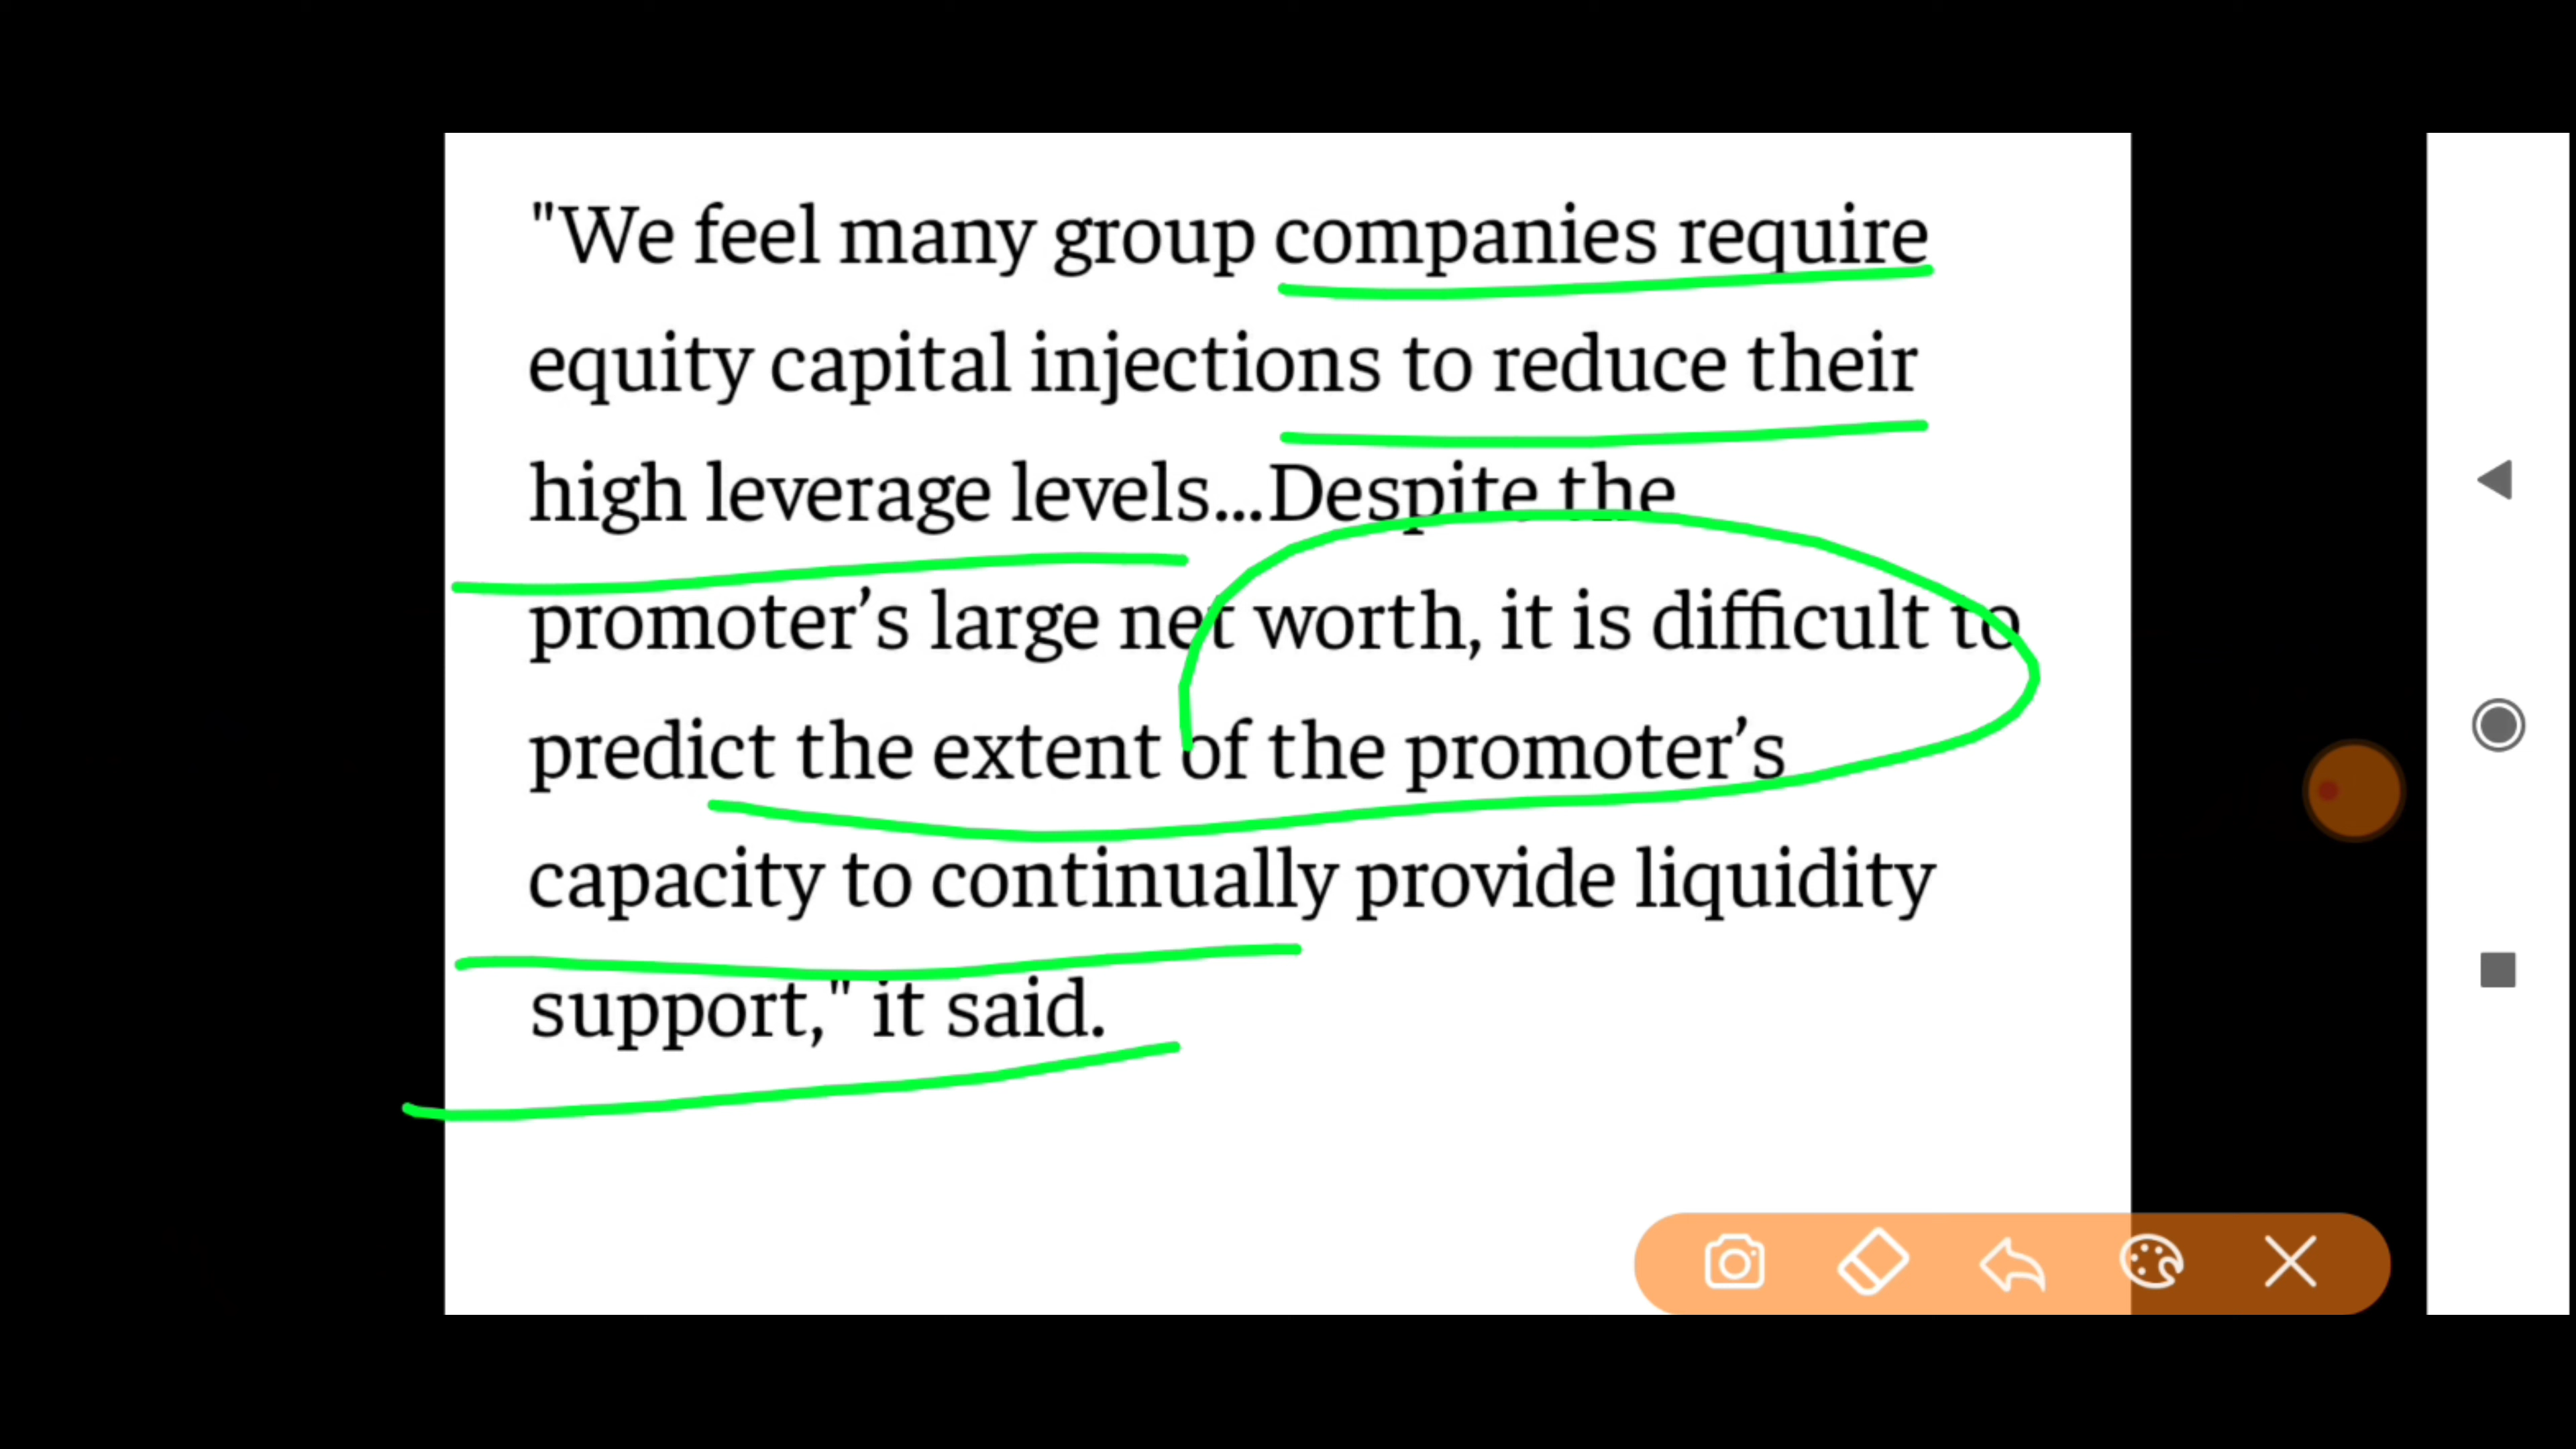 "We feel many group companies require
equity capital injections to reduce their
high leverage levels...Despite the
promoter’s large net worth, it is difficult to
predict the extent of the promoter’s
capacity to continually provide liquidity
support," it said.